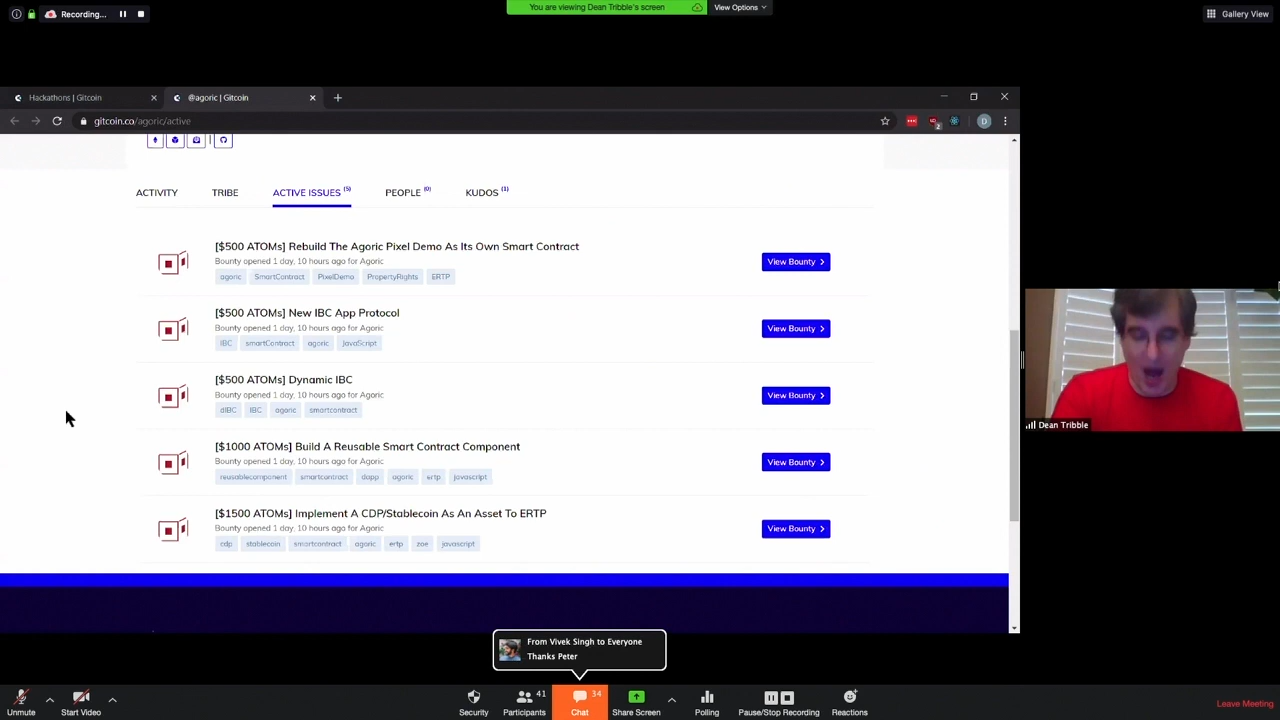 Recording...
You are viewing Dean Tribble's screen
View Options
Gallery View
Hackathons | Gitcoin
@agoric | Gitcoin
gitcoin.co/agoric/active
2
D
ACTIVITY
TRIBE
ACTIVE ISSUES (5)
PEOPLE (0)
KUDOS (1)
[$500 ATOMs] Rebuild The Agoric Pixel Demo As Its Own Smart Contract
Bounty opened 1 day, 10 hours ago for Agoric
View Bounty
agoric SmartContract PixelDemo PropertyRights ERTP
[$500 ATOMs] New IBC App Protocol
Bounty opened 1 day, 10 hours ago for Agoric
View Bounty
IBC smartContract agoric JavaScript
[$500 ATOMs] Dynamic IBC
Bounty opened 1 day, 10 hours ago for Agoric
View Bounty
dIBC IBC agoric smartcontract
[$1000 ATOMs] Build A Reusable Smart Contract Component
Bounty opened 1 day, 10 hours ago for Agoric
View Bounty
reusablecomponent smartcontract dapp agoric ertp javascript
[$1500 ATOMs] Implement A CDP/Stablecoin As An Asset To ERTP
Bounty opened 1 day, 10 hours ago for Agoric
View Bounty
cdp stablecoin smartcontract agoric ertp zoe javascript
Dean Tribble
From Vivek Singh to Everyone
Thanks Peter
Unmute
Start Video
Security
Participants 41
Chat 34
Share Screen
Polling
Pause/Stop Recording
Reactions
Leave Meeting